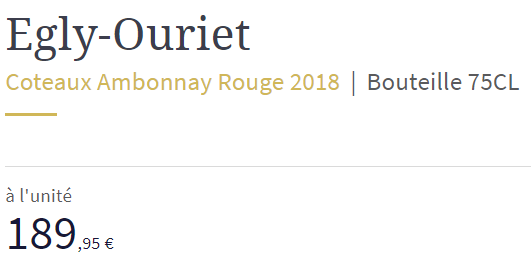 Egly-Ouriet
Coteaux Ambonnay Rouge 2018 | Bouteille 75CL
à l'unité
189,95 €